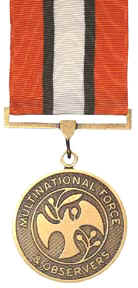 MULTINATIONAL FORCE
& OBSERVERS